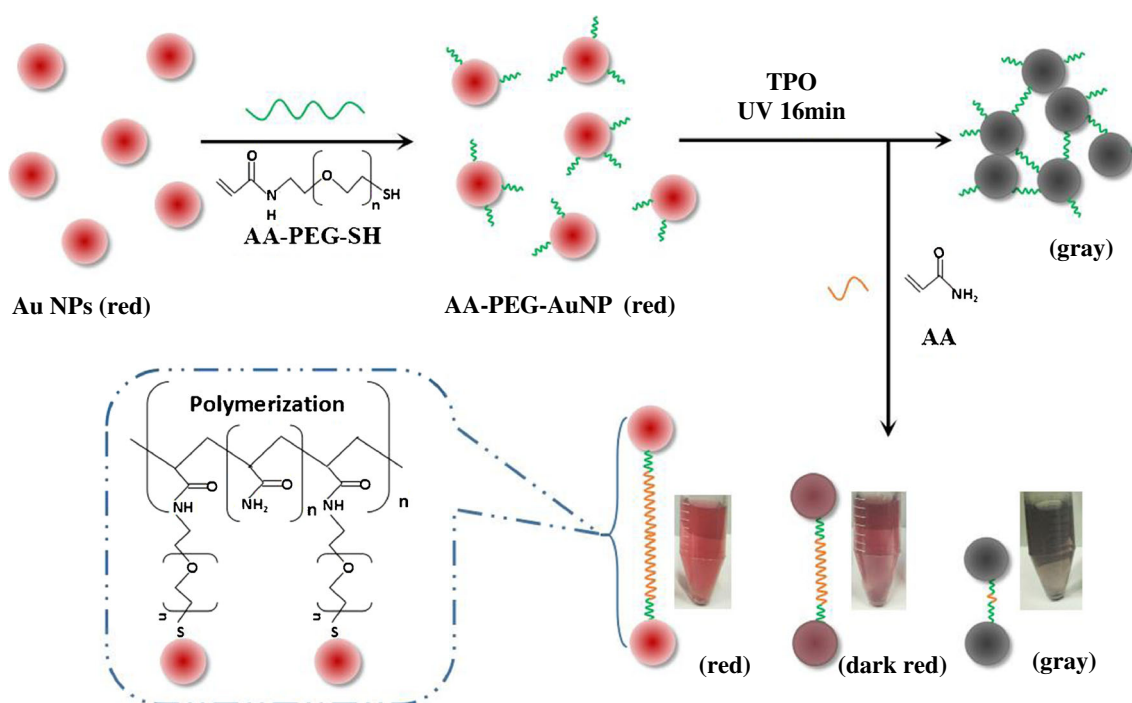 TPO
UV 16min
O
N
H
O
n
SH
AA-PEG-SH
Au NPs (red)
AA-PEG-AuNP (red)
(gray)
O
NH₂
AA
Polymerization
O
O
O
NH
NH₂
n
NH
n
O
O
n
n
S
S
(red)
(dark red)
(gray)